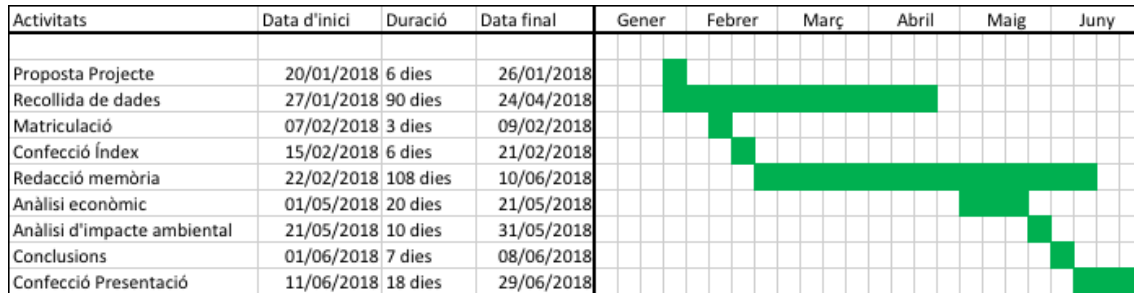 Activitats Data d'inici Duració Data final Gener Febrer Març Abril Maig Juny
Proposta Projecte 20/01/2018 6 dies 26/01/2018
Recollida de dades 27/01/2018 90 dies 24/04/2018
Matriculació 07/02/2018 3 dies 09/02/2018
Confecció Índex 15/02/2018 6 dies 21/02/2018
Redacció memòria 22/02/2018 108 dies 10/06/2018
Anàlisi econòmic 01/05/2018 20 dies 21/05/2018
Anàlisi d'impacte ambiental 21/05/2018 10 dies 31/05/2018
Conclusions 01/06/2018 7 dies 08/06/2018
Confecció Presentació 11/06/2018 18 dies 29/06/2018